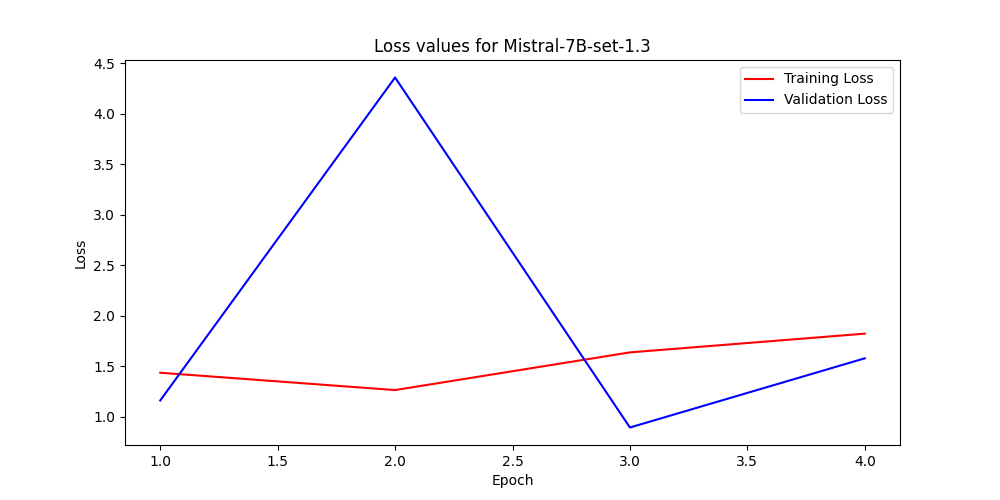 Loss values for Mistral-7B-set-1.3
Training Loss
Validation Loss
4.5
4.0
3.5
3.0
2.5
2.0
1.5
1.0
Loss
1.0 1.5 2.0 2.5 3.0 3.5 4.0
Epoch